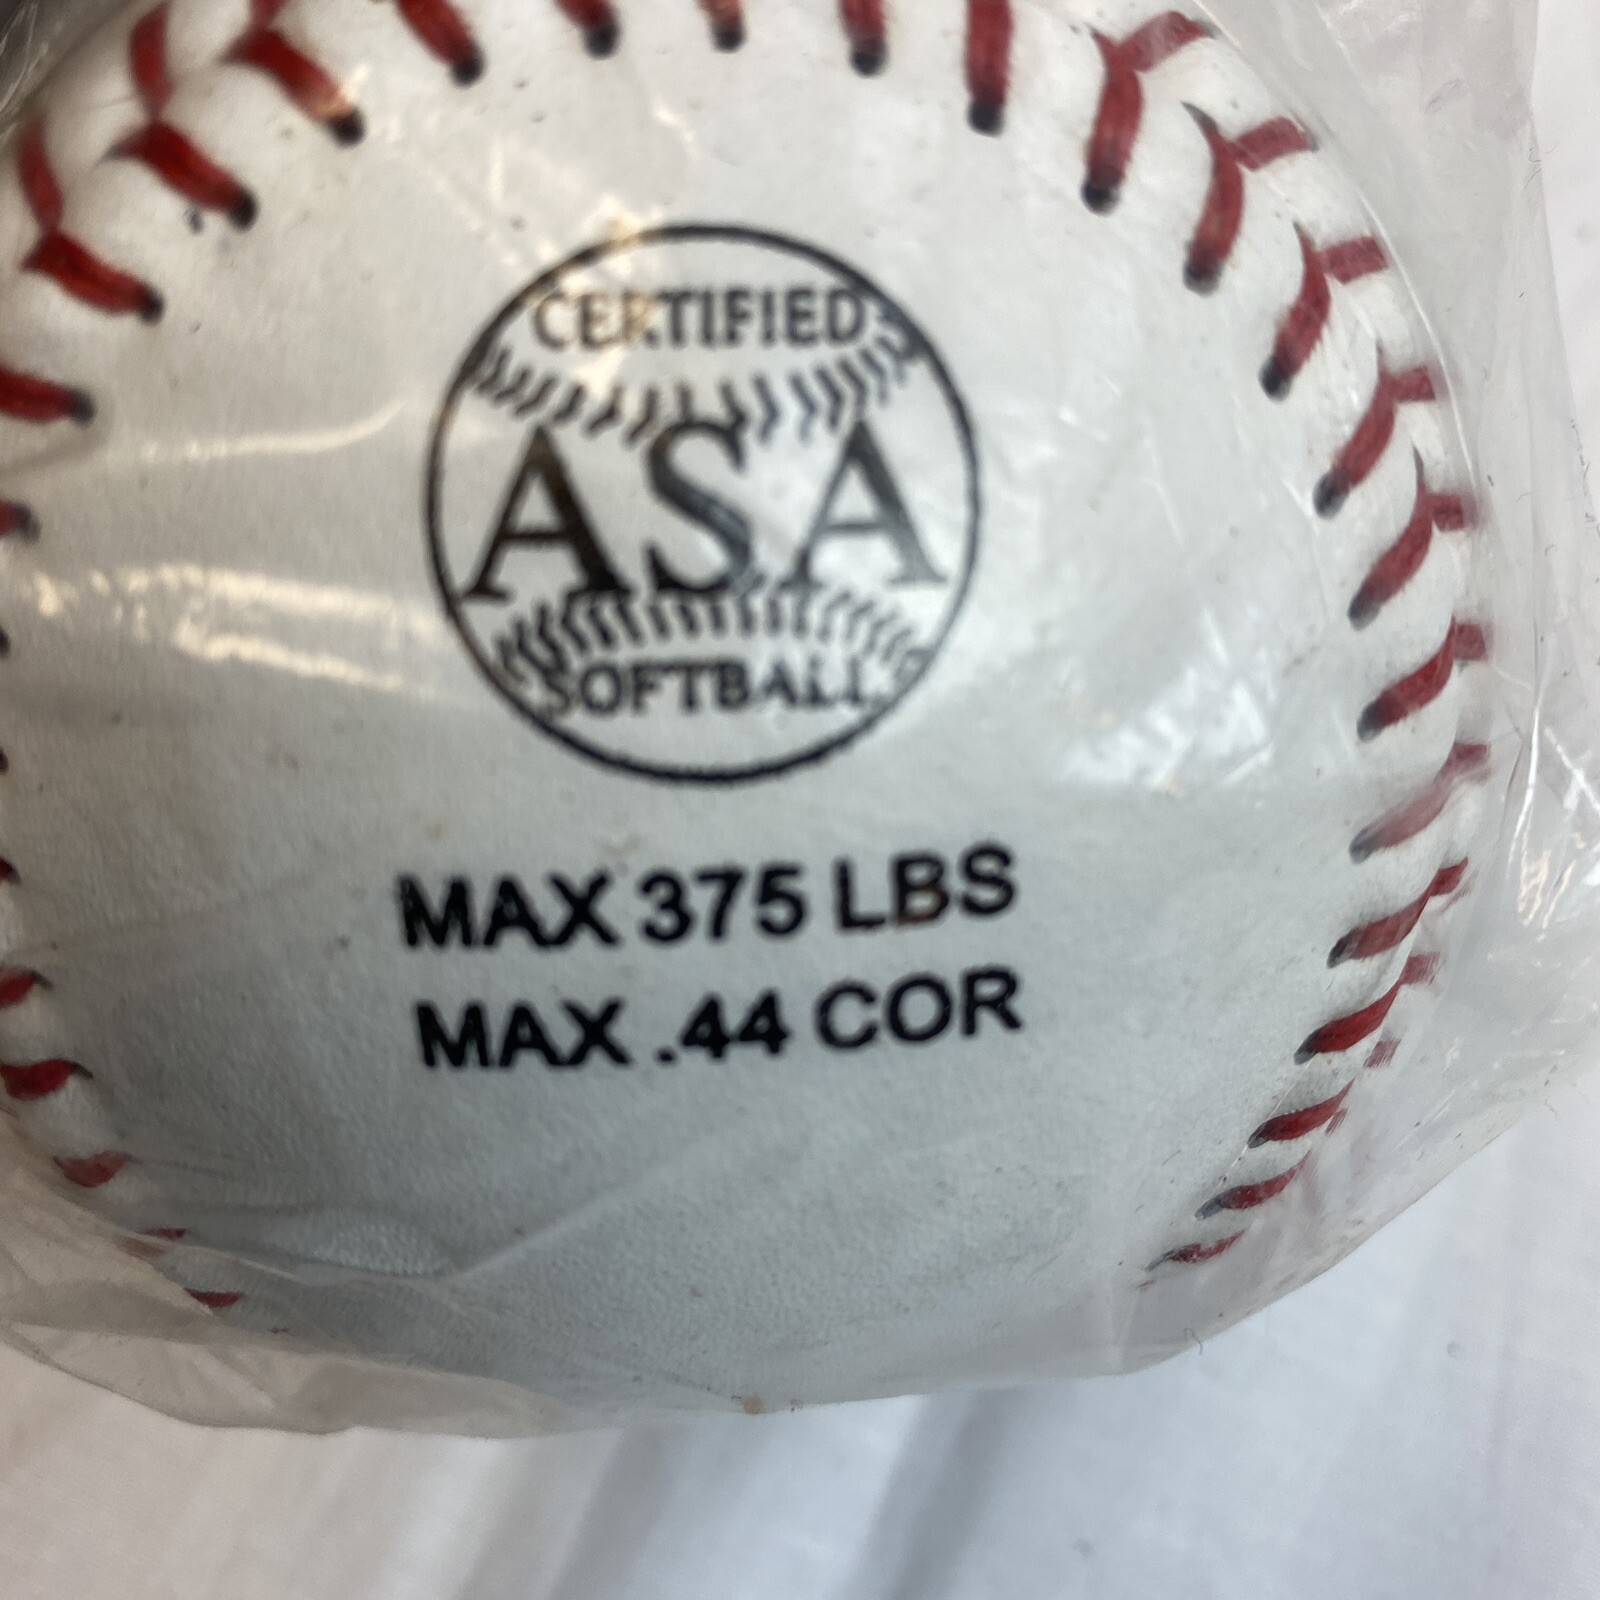 CERTIFIED
ASA
SOFTBALL
MAX 375 LBS
MAX .44 COR